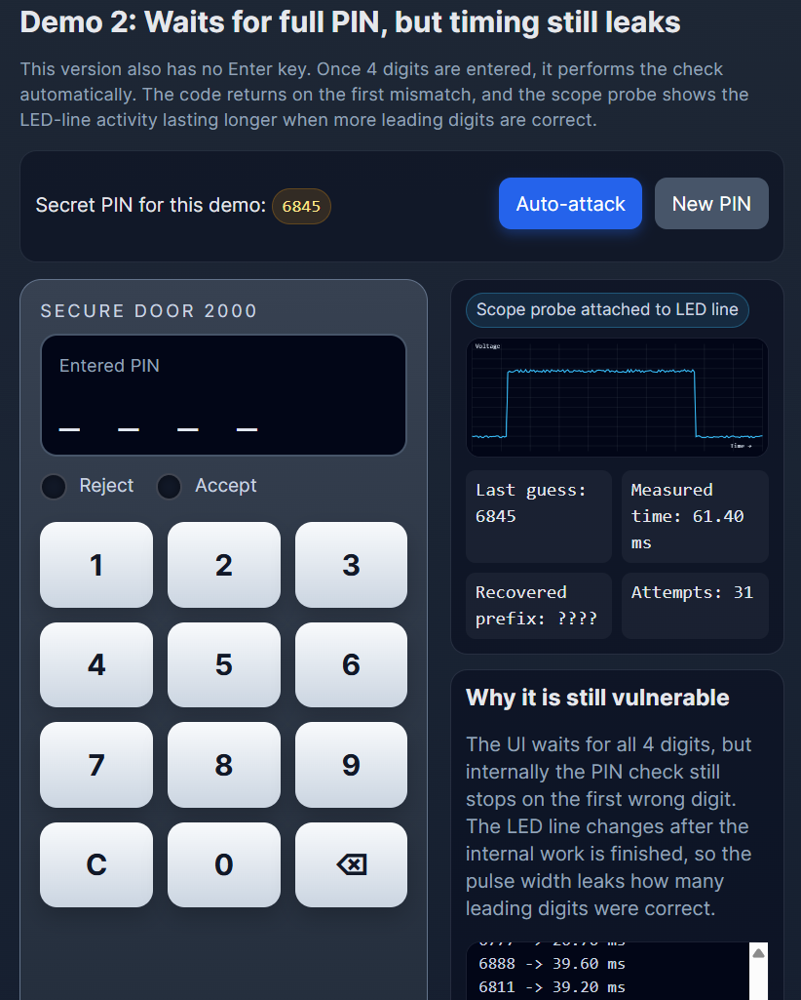 Demo 2: Waits for full PIN, but timing still leaks
This version also has no Enter key. Once 4 digits are entered, it performs the check
automatically. The code returns on the first mismatch, and the scope probe shows the
LED-line activity lasting longer when more leading digits are correct.
Secret PIN for this demo: 6845
Auto-attack
New PIN
SECURE DOOR 2000
Entered PIN
_ _ _ _
Reject
Accept
1 2 3
4 5 6
7 8 9
C 0
Scope probe attached to LED line
Voltage
Time →
Last guess:
6845
Measured
time: 61.40
ms
Recovered
prefix: ????
Attempts: 31
Why it is still vulnerable
The UI waits for all 4 digits, but
internally the PIN check still
stops on the first wrong digit.
The LED line changes after the
internal work is finished, so the
pulse width leaks how many
leading digits were correct.
6888 -> 39.60 ms
6811 -> 39.20 ms